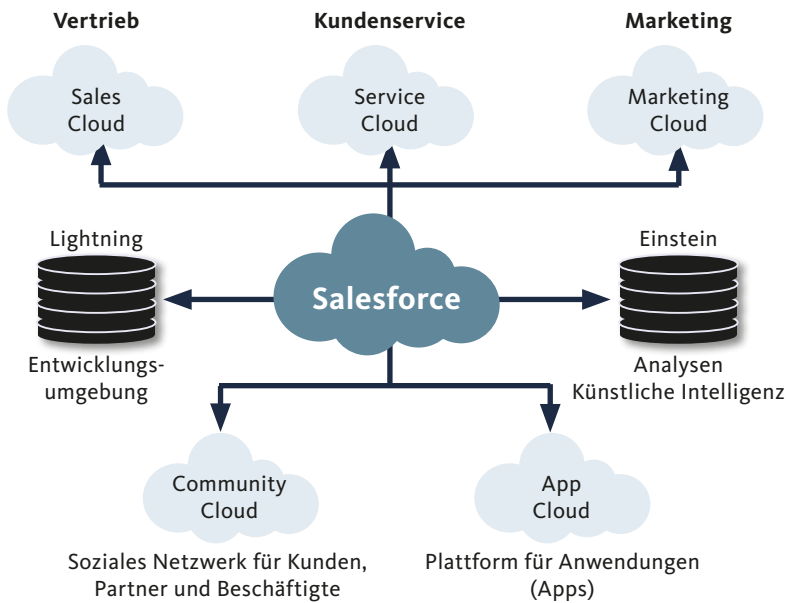 Vertrieb
Kundenservice
Marketing
Sales
Cloud
Service
Cloud
Marketing
Cloud
Lightning
Entwicklungs-
umgebung
Salesforce
Einstein
Analysen
Künstliche Intelligenz
Community
Cloud
Soziales Netzwerk für Kunden,
Partner und Beschäftigte
App
Cloud
Plattform für Anwendungen
(Apps)